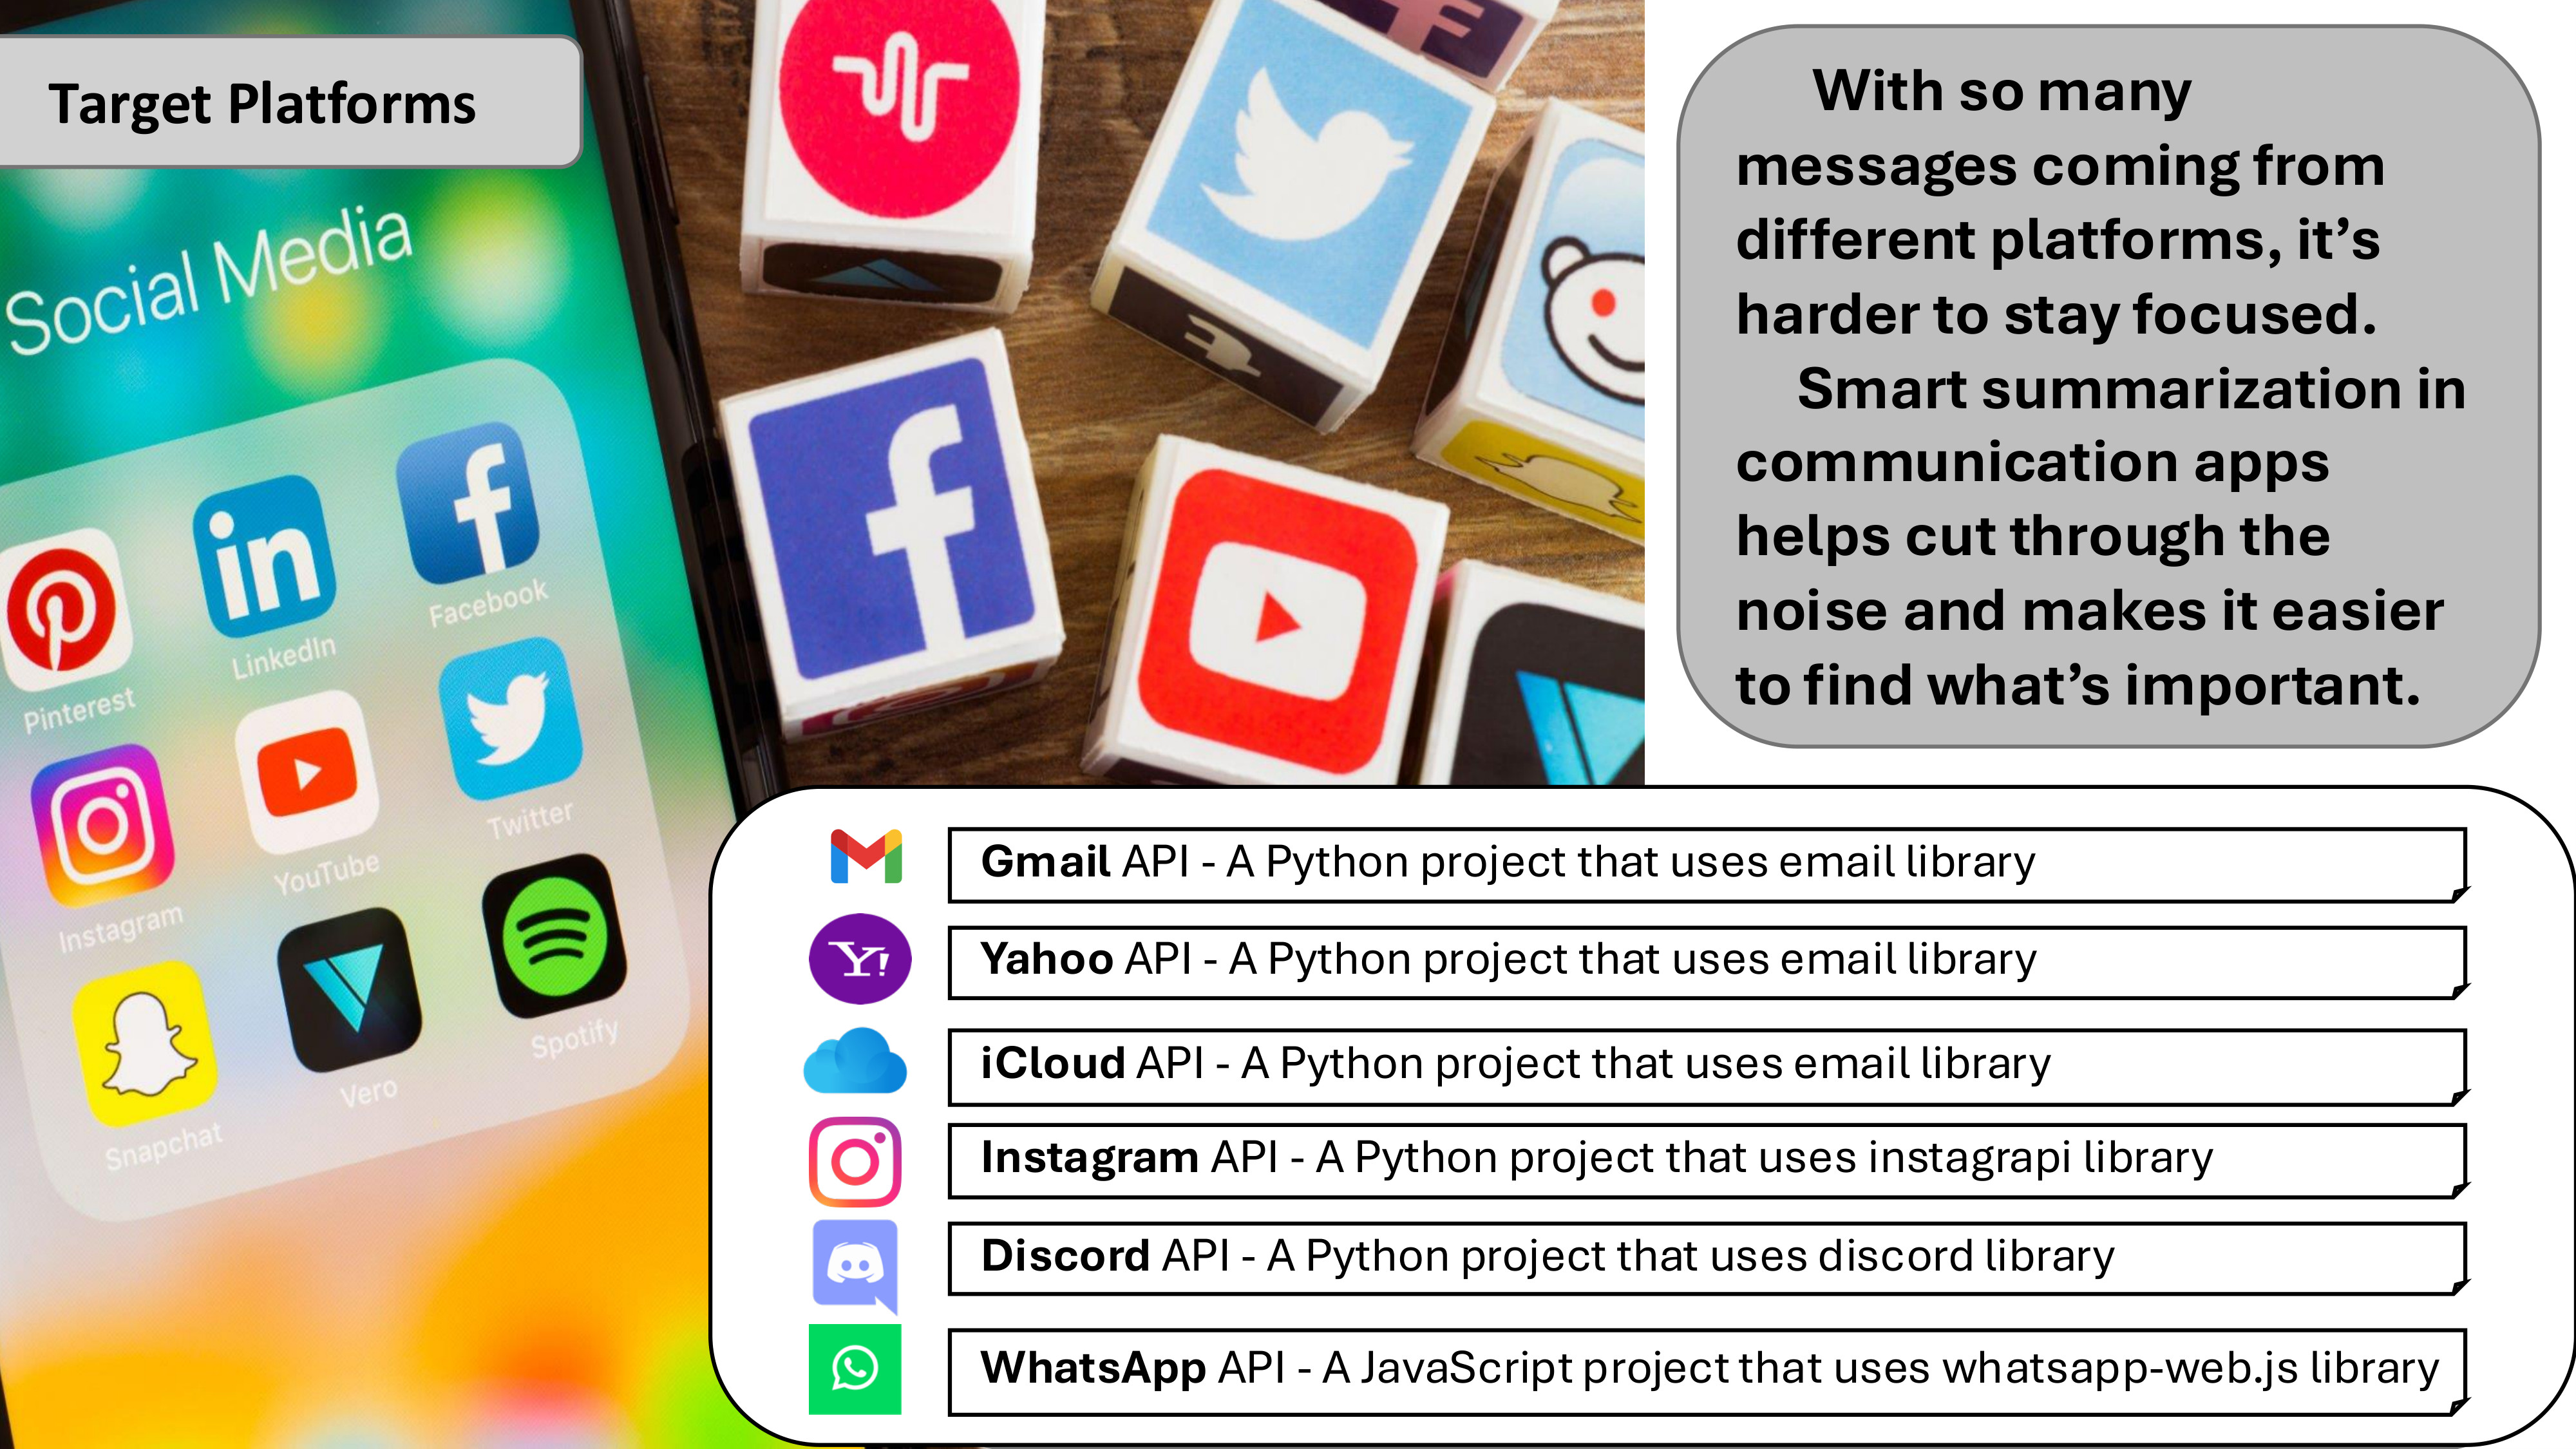 Target Platforms
Social Media
Pinterest
LinkedIn
Facebook
Instagram
YouTube
Twitter
Snapchat
Vero
Spotify
With so many
messages coming from
different platforms, it’s
harder to stay focused.
Smart summarization in
communication apps
helps cut through the
noise and makes it easier
to find what’s important.
Gmail API - A Python project that uses email library
Yahoo API - A Python project that uses email library
iCloud API - A Python project that uses email library
Instagram API - A Python project that uses instagrapi library
Discord API - A Python project that uses discord library
WhatsApp API - A JavaScript project that uses whatsapp-web.js library